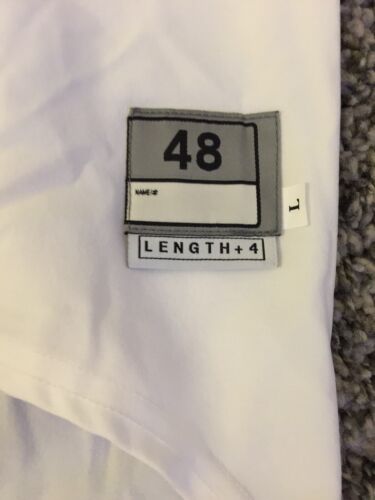 48
NAME/#
L
LENGTH + 4